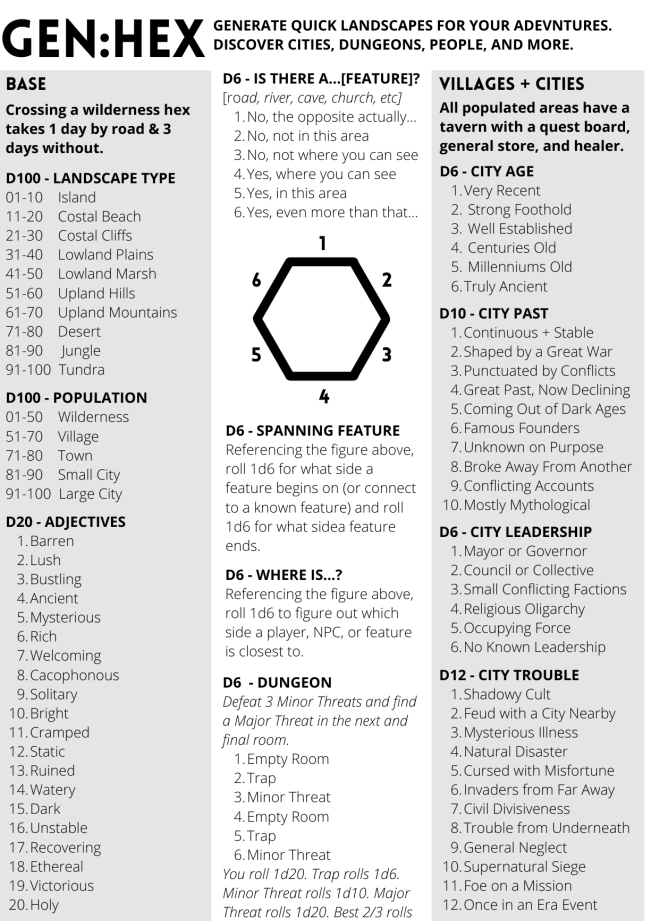 GEN:HEX
GENERATE QUICK LANDSCAPES FOR YOUR ADEVNTURES.
DISCOVER CITIES, DUNGEONS, PEOPLE, AND MORE.
BASE
Crossing a wilderness hex
takes 1 day by road & 3
days without.
D100 - LANDSCAPE TYPE
01-10 Island
11-20 Costal Beach
21-30 Costal Cliffs
31-40 Lowland Plains
41-50 Lowland Marsh
51-60 Upland Hills
61-70 Upland Mountains
71-80 Desert
81-90 Jungle
91-100 Tundra
D100 - POPULATION
01-50 Wilderness
51-70 Village
71-80 Town
81-90 Small City
91-100 Large City
D20 - ADJECTIVES
1. Barren
2. Lush
3. Bustling
4. Ancient
5. Mysterious
6. Rich
7. Welcoming
8. Cacophonous
9. Solitary
10. Bright
11. Cramped
12. Static
13. Ruined
14. Watery
15. Dark
16. Unstable
17. Recovering
18. Ethereal
19. Victorious
20. Holy
D6 - IS THERE A...[FEATURE]?
[road, river, cave, church, etc]
1. No, the opposite actually...
2. No, not in this area
3. No, not where you can see
4. Yes, where you can see
5. Yes, in this area
6. Yes, even more than that...
1
6
2
5
3
4
D6 - SPANNING FEATURE
Referencing the figure above,
roll 1d6 for what side a
feature begins on (or connect
to a known feature) and roll
1d6 for what sidea feature
ends.
D6 - WHERE IS...?
Referencing the figure above,
roll 1d6 to figure out which
side a player, NPC, or feature
is closest to.
D6 - DUNGEON
Defeat 3 Minor Threats and find
a Major Threat in the next and
final room.
1. Empty Room
2. Trap
3. Minor Threat
4. Empty Room
5. Trap
6. Minor Threat
You roll 1d20. Trap rolls 1d6.
Minor Threat rolls 1d10. Major
Threat rolls 1d20. Best 2/3 rolls
VILLAGES + CITIES
All populated areas have a
tavern with a quest board,
general store, and healer.
D6 - CITY AGE
1. Very Recent
2. Strong Foothold
3. Well Established
4. Centuries Old
5. Millenniums Old
6. Truly Ancient
D10 - CITY PAST
1. Continuous + Stable
2. Shaped by a Great War
3. Punctuated by Conflicts
4. Great Past, Now Declining
5. Coming Out of Dark Ages
6. Famous Founders
7. Unknown on Purpose
8. Broke Away From Another
9. Conflicting Accounts
10. Mostly Mythological
D6 - CITY LEADERSHIP
1. Mayor or Governor
2. Council or Collective
3. Small Conflicting Factions
4. Religious Oligarchy
5. Occupying Force
6. No Known Leadership
D12 - CITY TROUBLE
1. Shadowy Cult
2. Feud with a City Nearby
3. Mysterious Illness
4. Natural Disaster
5. Cursed with Misfortune
6. Invaders from Far Away
7. Civil Divisiveness
8. Trouble from Underneath
9. General Neglect
10. Supernatural Siege
11. Foe on a Mission
12. Once in an Era Event